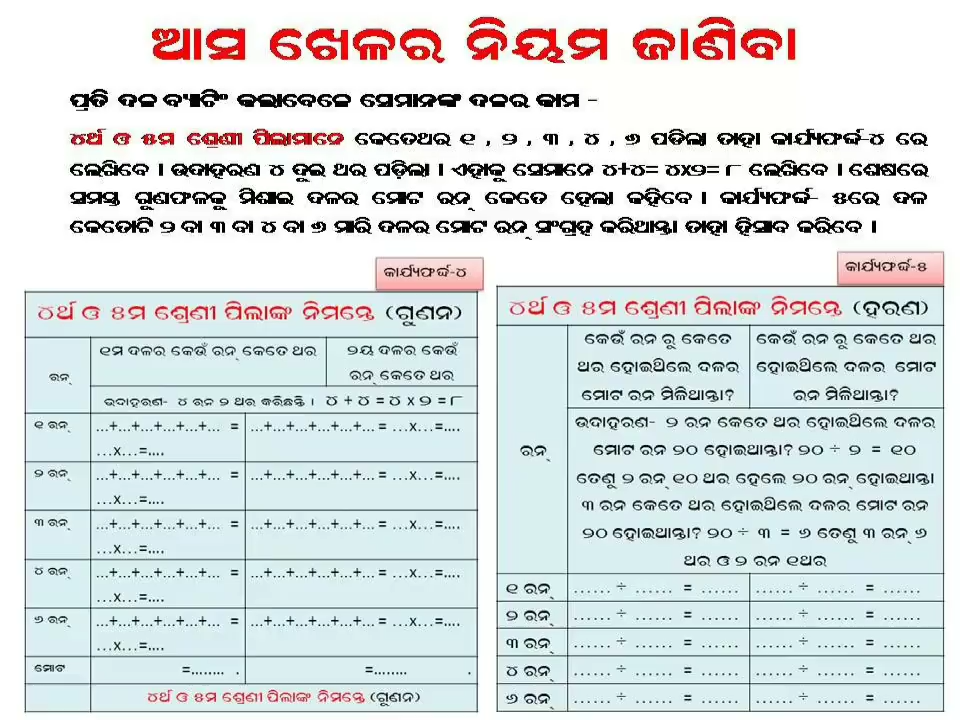 ଆସ ଖେଳର ନିୟମ ଜାଣିବା
ପ୍ରତି ଦଳ ବ୍ୟାଟିଂ କଲାବେଳେ ସେମାନଙ୍କ ଦଳର କାମ -
୪ର୍ଥ ଓ ୫ମ ଶ୍ରେଣୀ ପିଲାମାନେ କେତେଥର ୧ , ୨ , ୩ , ୪ , ୬ ପଡିଲା ତାହା କାର୍ଯ୍ୟଫର୍ଦ୍ଦ-୪ ରେ
ଲେଖିବେ । ଉଦାହରଣ ୪ ଦୁଇ ଥର ପଡ଼ିଲା । ଏହାକୁ ସେମାନେ ୪+୪= ୪x୨= ୮ ଲେଖିବେ । ଶେଷରେ
ସମସ୍ତ ଗୁଣଫଳକୁ ମିଶାଇ ଦଳର ମୋଟ ରନ୍ କେତେ ହେଲା କହିବେ । କାର୍ଯ୍ୟଫର୍ଦ୍ଦ- ୫ରେ ଦଳ
କେତୋଟି ୨ ବା ୩ ବା ୪ ବା ୬ ମାରି ଦଳର ମୋଟ ରନ୍ ସଂଗ୍ରହ କରିଥାନ୍ତା ତାହା ହିସାବ କରିବେ ।
କାର୍ଯ୍ୟଫର୍ଦ୍ଦ-୪
୪ର୍ଥ ଓ ୫ମ ଶ୍ରେଣୀ ପିଲାଙ୍କ ନିମନ୍ତେ (ଗୁଣନ)
ରନ୍
୧ମ ଦଳର କେଉଁ ରନ୍ କେତେ ଥର
୨ୟ ଦଳର କେଉଁ
ରନ୍ କେତେ ଥର
ଉଦାହରଣ- ୪ ରନ ୨ ଥର କରିଛନ୍ତି । ୪ + ୪ = ୪ x ୨ = ୮
୧ ରନ୍ ...+...+...+...+...+... = ...+...+...+...+...+... = ...x...=....
...x...=....
୨ ରନ୍ ...+...+...+...+...+... = ...+...+...+...+...+... = ...x...=....
...x...=....
୩ ରନ୍ ...+...+...+...+...+... = ...+...+...+...+...+... = ...x...=....
...x...=....
୪ ରନ୍ ...+...+...+...+...+... = ...+...+...+...+...+... = ...x...=....
...x...=....
୬ ରନ୍ ...+...+...+...+...+... = ...+...+...+...+...+... = ...x...=....
...x...=....
ମୋଟ =........ . =........ .
୪ର୍ଥ ଓ ୫ମ ଶ୍ରେଣୀ ପିଲାଙ୍କ ନିମନ୍ତେ (ଗୁଣନ)
କାର୍ଯ୍ୟଫର୍ଦ୍ଦ-୫
୪ର୍ଥ ଓ ୫ମ ଶ୍ରେଣୀ ପିଲାଙ୍କ ନିମନ୍ତେ (ହରଣ)
ରନ୍
କେଉଁ ରନ ରୁ କେତେ
ଥର ହୋଇଥିଲେ ଦଳର
ମୋଟ ରନ ମିଳିଥାନ୍ତା?
କେଉଁ ରନ ରୁ କେତେ ଥର
ହୋଇଥିଲେ ଦଳର ମୋଟ
ରନ ମିଳିଥାନ୍ତା?
ଉଦାହରଣ- ୨ ରନ କେତେ ଥର ହୋଇଥିଲେ ଦଳର
ମୋଟ ରନ ୨୦ ହୋଇଥାନ୍ତା? ୨୦ ÷ ୨ = ୧୦
ତେଣୁ ୨ ରନ୍ ୧୦ ଥର ହେଲେ ୨୦ ରନ୍ ହୋଇଥାନ୍ତା
୩ ରନ କେତେ ଥର ହୋଇଥିଲେ ଦଳର ମୋଟ ରନ
୨୦ ହୋଇଥାନ୍ତା? ୨୦ ÷ ୩ = ୬ ତେଣୁ ୩ ରନ୍ ୬
ଥର ଓ ୨ ରନ ୧ଥର
୧ ରନ୍ ...... ÷ ...... = ...... ...... ÷ ...... = ......
୨ ରନ୍ ...... ÷ ...... = ...... ...... ÷ ...... = ......
୩ ରନ୍ ...... ÷ ...... = ...... ...... ÷ ...... = ......
୪ ରନ୍ ...... ÷ ...... = ...... ...... ÷ ...... = ......
୬ ରନ୍ ...... ÷ ...... = ...... ...... ÷ ...... = ......